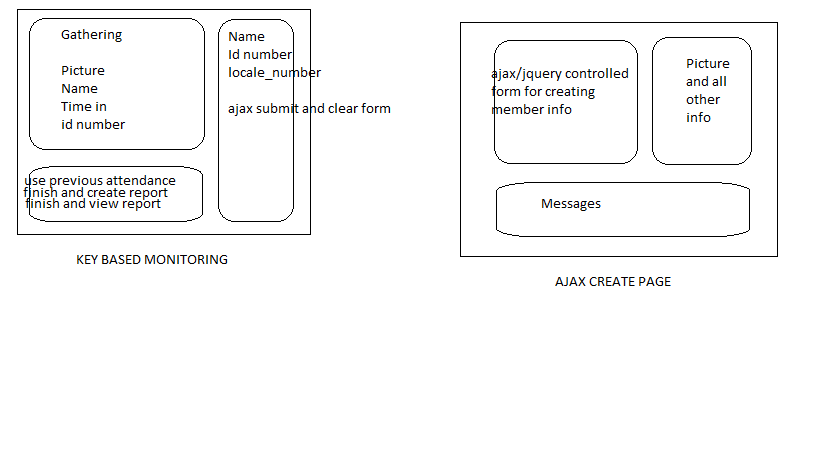 Gathering
Picture
Name
Time in
id number
Name
Id number
locale_number
ajax submit and clear form
use previous attendance
finish and create report
finish and view report
KEY BASED MONITORING
ajax/jquery controlled
form for creating
member info
Picture
and all
other
info
Messages
AJAX CREATE PAGE